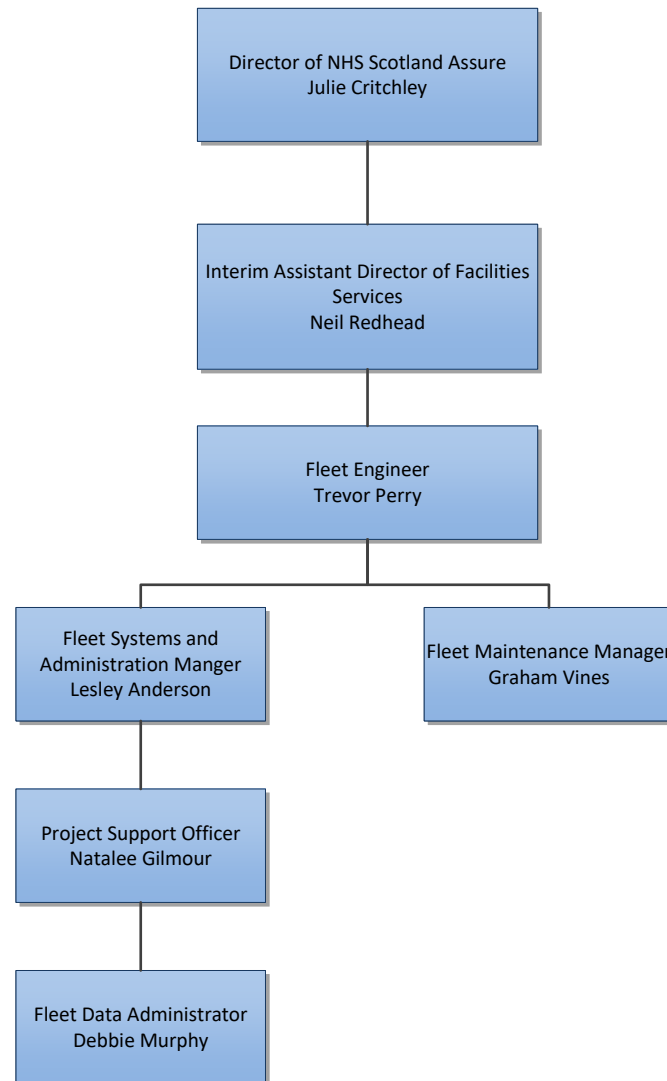 Director of NHS Scotland Assure
Julie Critchley
Interim Assistant Director of Facilities
Services
Neil Redhead
Fleet Engineer
Trevor Perry
Fleet Systems and
Administration Manger
Lesley Anderson
Fleet Maintenance Manager
Graham Vines
Project Support Officer
Natalee Gilmour
Fleet Data Administrator
Debbie Murphy